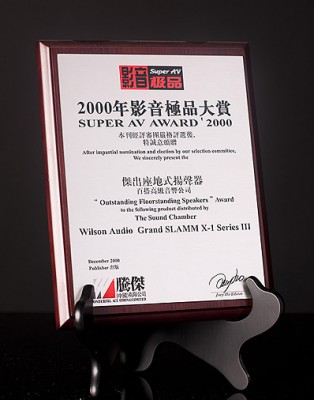 影音 Super AV
極品
2000年影音極品大賞
SUPER AV AWARD '2000
本刊經評審團嚴格評選後,
特誠意頒贈
After impartial nomination and election by our selection committee,
We sincerely present the
傑出座地式揚聲器
百搭高級音響公司
" Outstanding Floorstanding Speakers" Award
to the following product distributed by
The Sound Chamber
Wilson Audio Grand SLAMM X-1 Series III
December 2000
Publisher 出版
騰傑